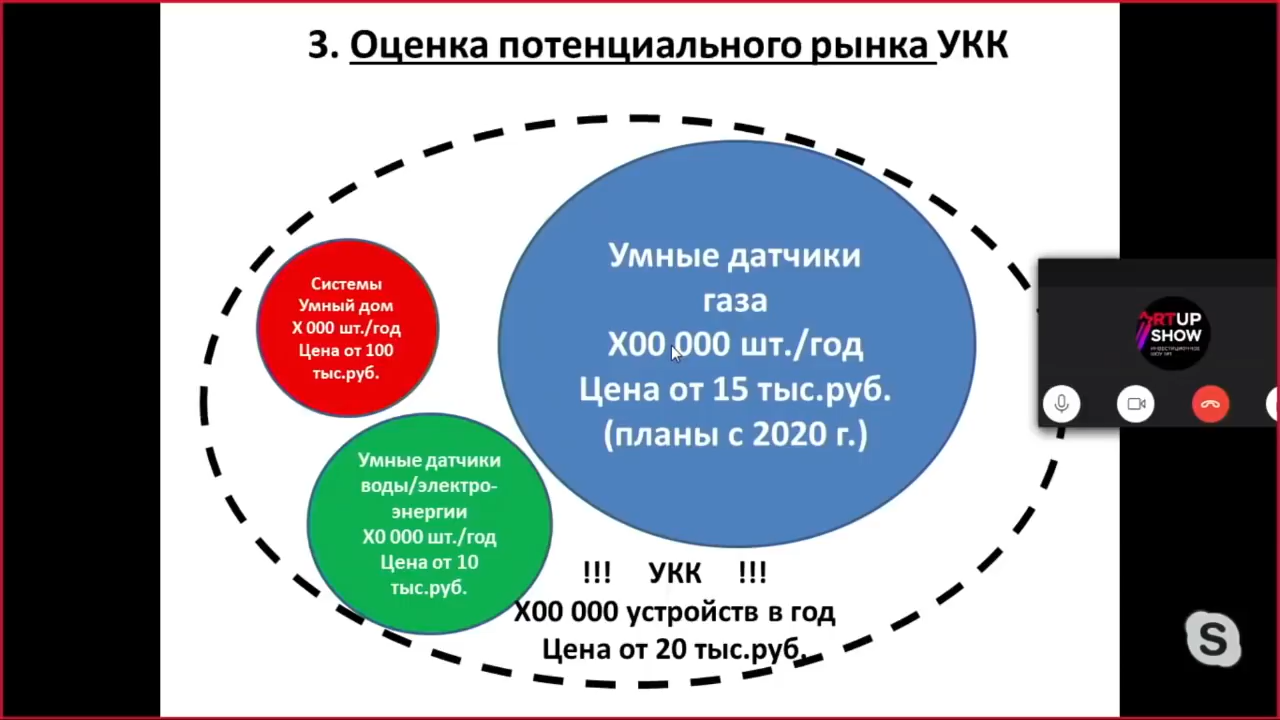 3. Оценка потенциального рынка УКК
Системы
Умный дом
Х 000 шт./год
Цена от 100
тыс.руб.
Умные датчики
газа
Х00 000 шт./год
Цена от 15 тыс.руб.
(планы с 2020 г.)
Умные датчики
воды/электро-
энергии
Х0 000 шт./год
Цена от 10
тыс.руб.
!!! УКК !!!
Х00 000 устройств в год
Цена от 20 тыс.руб.
RTUP
SHOW
S